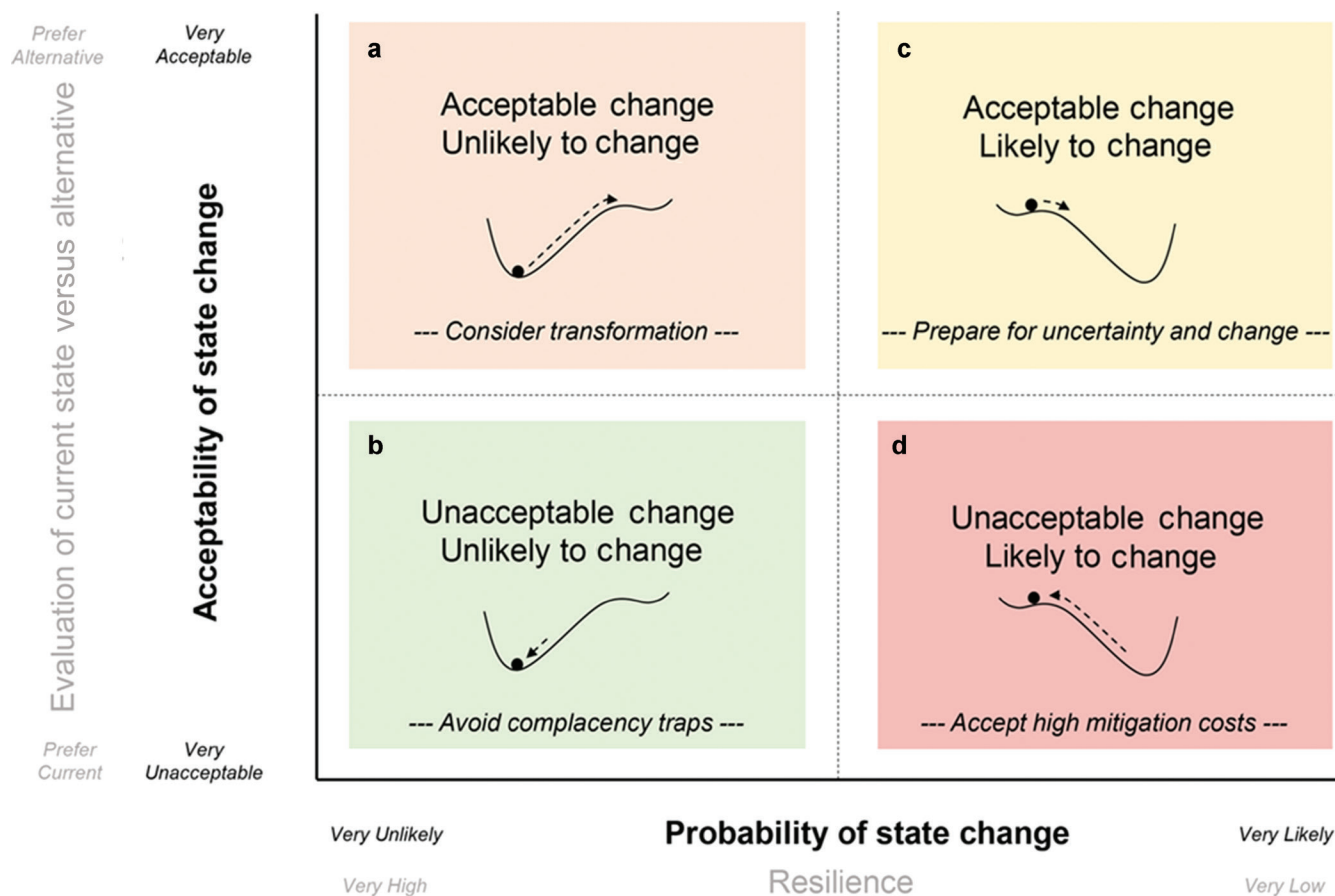 Prefer
Alternative
Very
Acceptable
Evaluation of current state versus alternative
Acceptability of state change
Prefer
Current
Very
Unacceptable
a
Acceptable change
Unlikely to change
--- Consider transformation ---
c
Acceptable change
Likely to change
--- Prepare for uncertainty and change ---
b
Unacceptable change
Unlikely to change
--- Avoid complacency traps ---
d
Unacceptable change
Likely to change
--- Accept high mitigation costs ---
Very Unlikely
Probability of state change
Very Likely
Very High
Resilience
Very Low